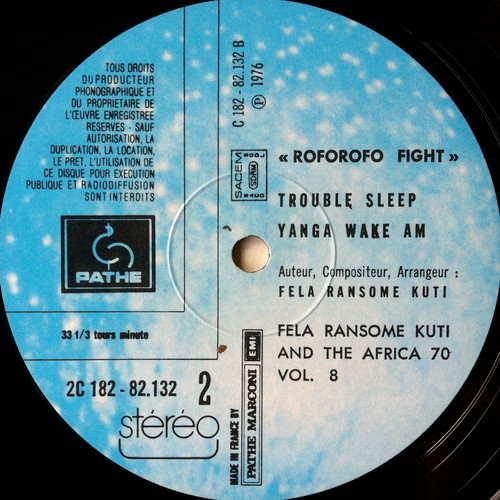 TOUS DROITS
DU PRODUCTEUR
PHONOGRAPHIQUE ET
DU PROPRIETAIRE DE
L'ŒUVRE ENREGISTREE
RESERVES - SAUF
AUTORISATION, LA
DUPLICATION, LA LOCATION,
LE PRET, L'UTILISATION DE
CE DISQUE POUR EXECUTION
PUBLIQUE ET RADIODIFFUSION
SONT INTERDITS
PATHE
33 1/3 tours minute
2C 182 - 82.132
2
stéréo
C 182 - 82.132 B
Ⓟ 1976
SACEM
SDRM
« ROFOROFO FIGHT »
TROUBLE SLEEP
YANGA WAKE AM
Auteur, Compositeur, Arrangeur :
FELA RANSOME KUTI
FELA RANSOME KUTI
AND THE AFRICA 70
VOL. 8
MADE IN FRANCE BY
PATHE MARCONI EMI